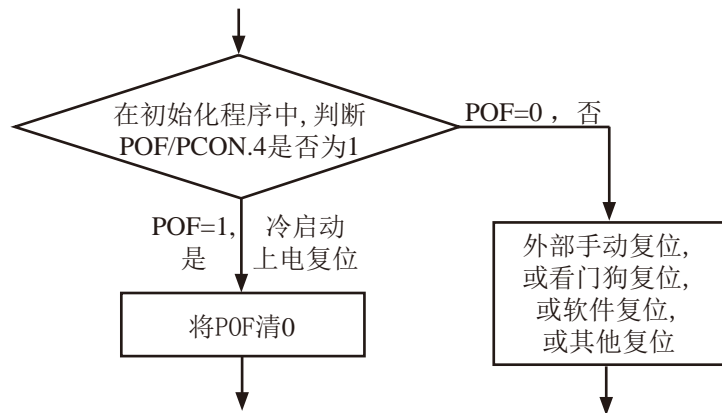 在初始化程序中,判断
POF/PCON.4是否为1
POF=0 ，否
POF=1, 冷启动
是 上电复位
将POF清0
外部手动复位,
或看门狗复位,
或软件复位,
或其他复位